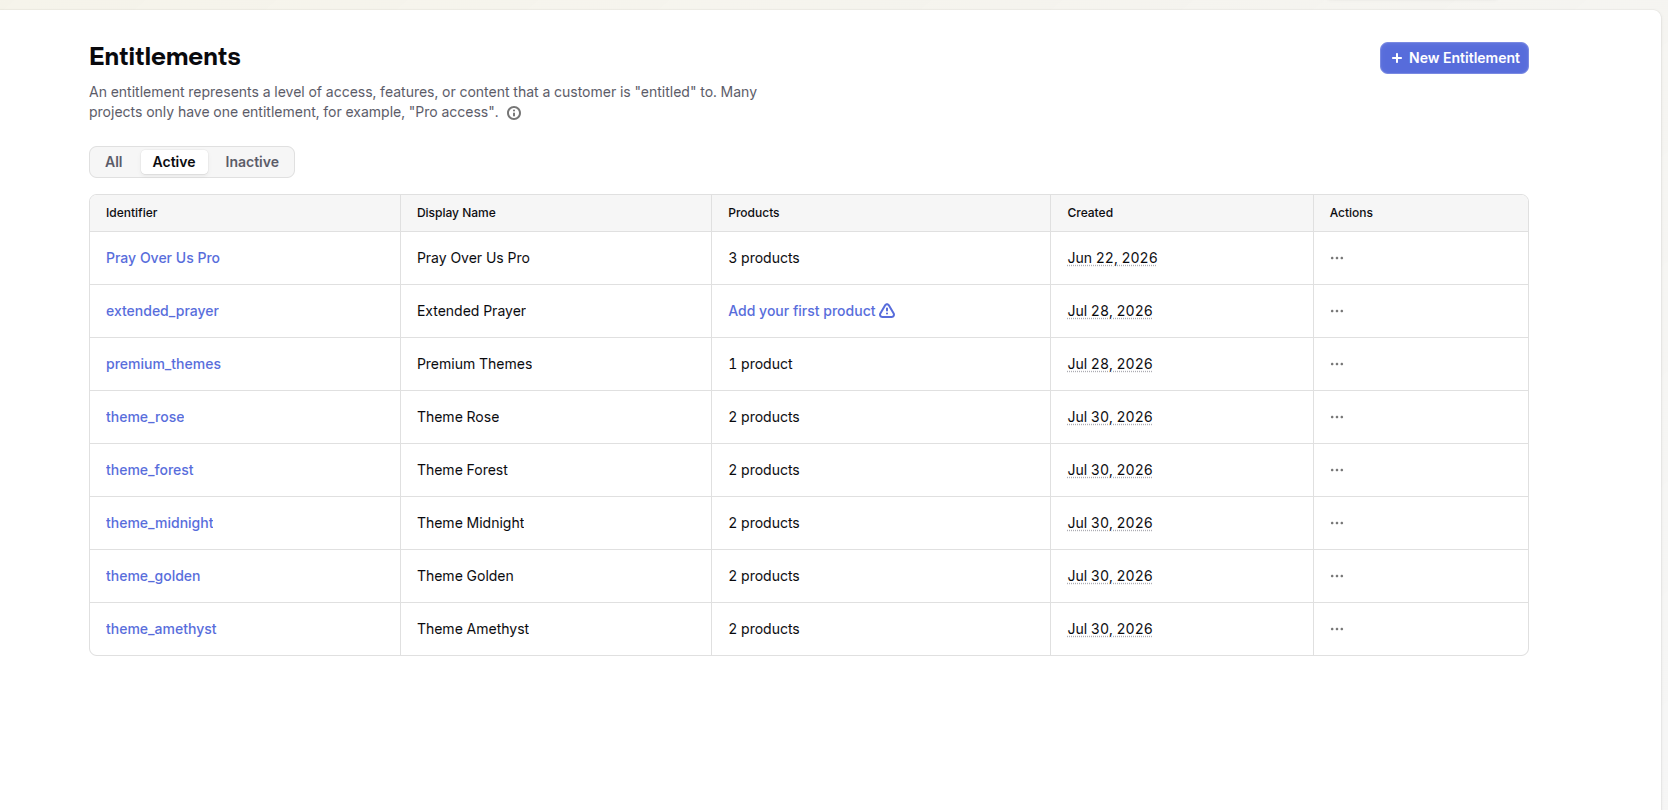 Entitlements
+ New Entitlement
An entitlement represents a level of access, features, or content that a customer is "entitled" to. Many
projects only have one entitlement, for example, "Pro access".
All Active Inactive
Identifier Display Name Products Created Actions
Pray Over Us Pro Pray Over Us Pro 3 products Jun 22, 2026 ...
extended_prayer Extended Prayer Add your first product Jul 28, 2026 ...
premium_themes Premium Themes 1 product Jul 28, 2026 ...
theme_rose Theme Rose 2 products Jul 30, 2026 ...
theme_forest Theme Forest 2 products Jul 30, 2026 ...
theme_midnight Theme Midnight 2 products Jul 30, 2026 ...
theme_golden Theme Golden 2 products Jul 30, 2026 ...
theme_amethyst Theme Amethyst 2 products Jul 30, 2026 ...